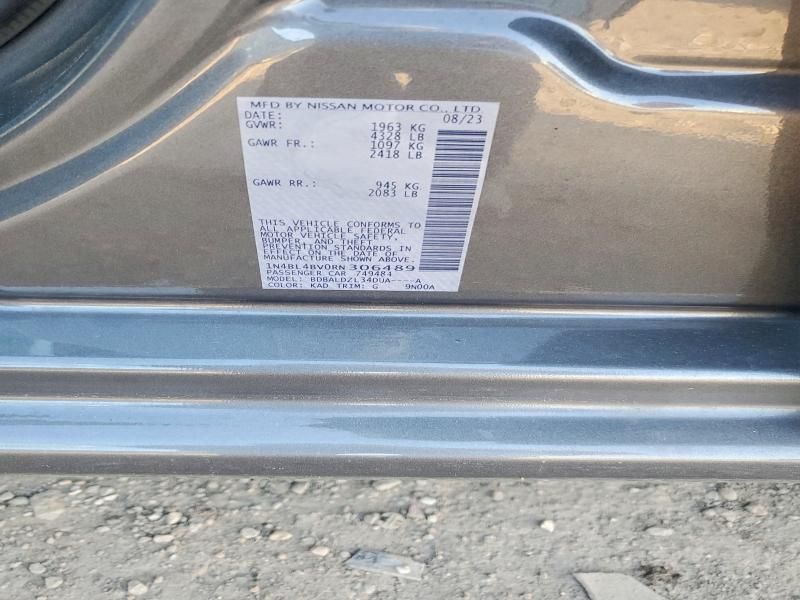 MFD BY NISSAN MOTOR CO., LTD
DATE: 08/23
GVWR: 1963 KG
4328 LB
GAWR FR.: 1097 KG
2418 LB
GAWR RR.: 945 KG
2083 LB
THIS VEHICLE CONFORMS TO
ALL APPLICABLE FEDERAL
MOTOR VEHICLE SAFETY,
BUMPER, AND THEFT
PREVENTION STANDARDS IN
EFFECT ON THE DATE OF
MANUFACTURE SHOWN ABOVE.
1N4BL4BV0RN306489
PASSENGER CAR 749484
MODEL: BDBALDZL34DUA----A
COLOR: KAD TRIM: G 9N00A